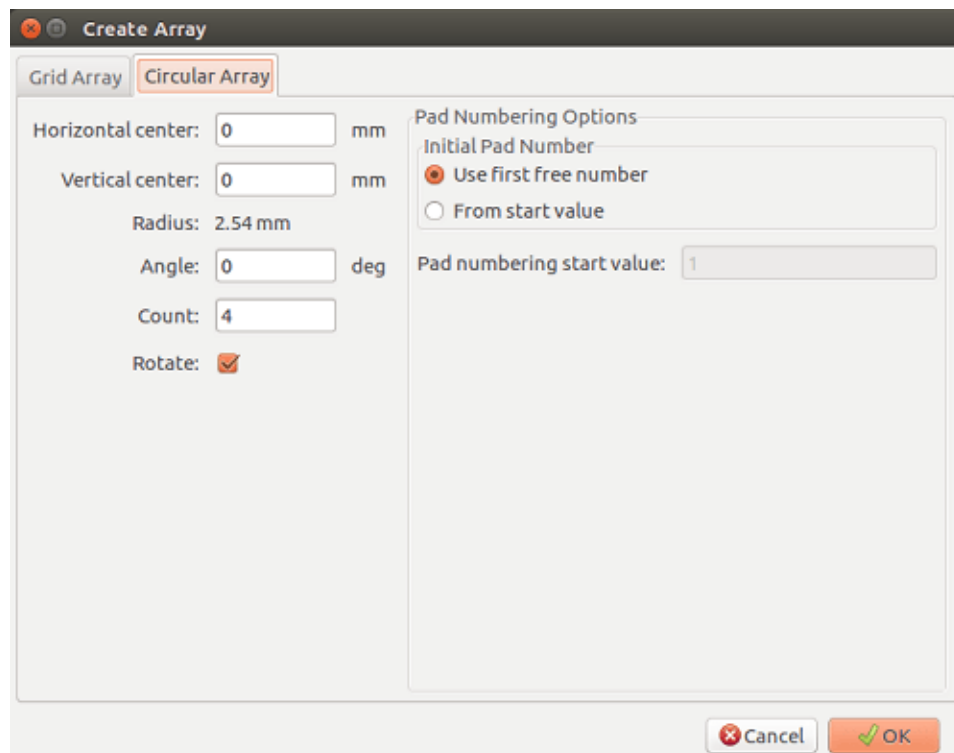 Create Array
Grid Array Circular Array
Horizontal center: 0 mm
Vertical center: 0 mm
Radius: 2.54 mm
Angle: 0 deg
Count: 4
Rotate:
Pad Numbering Options
Initial Pad Number
Use first free number
From start value
Pad numbering start value: 1
Cancel OK